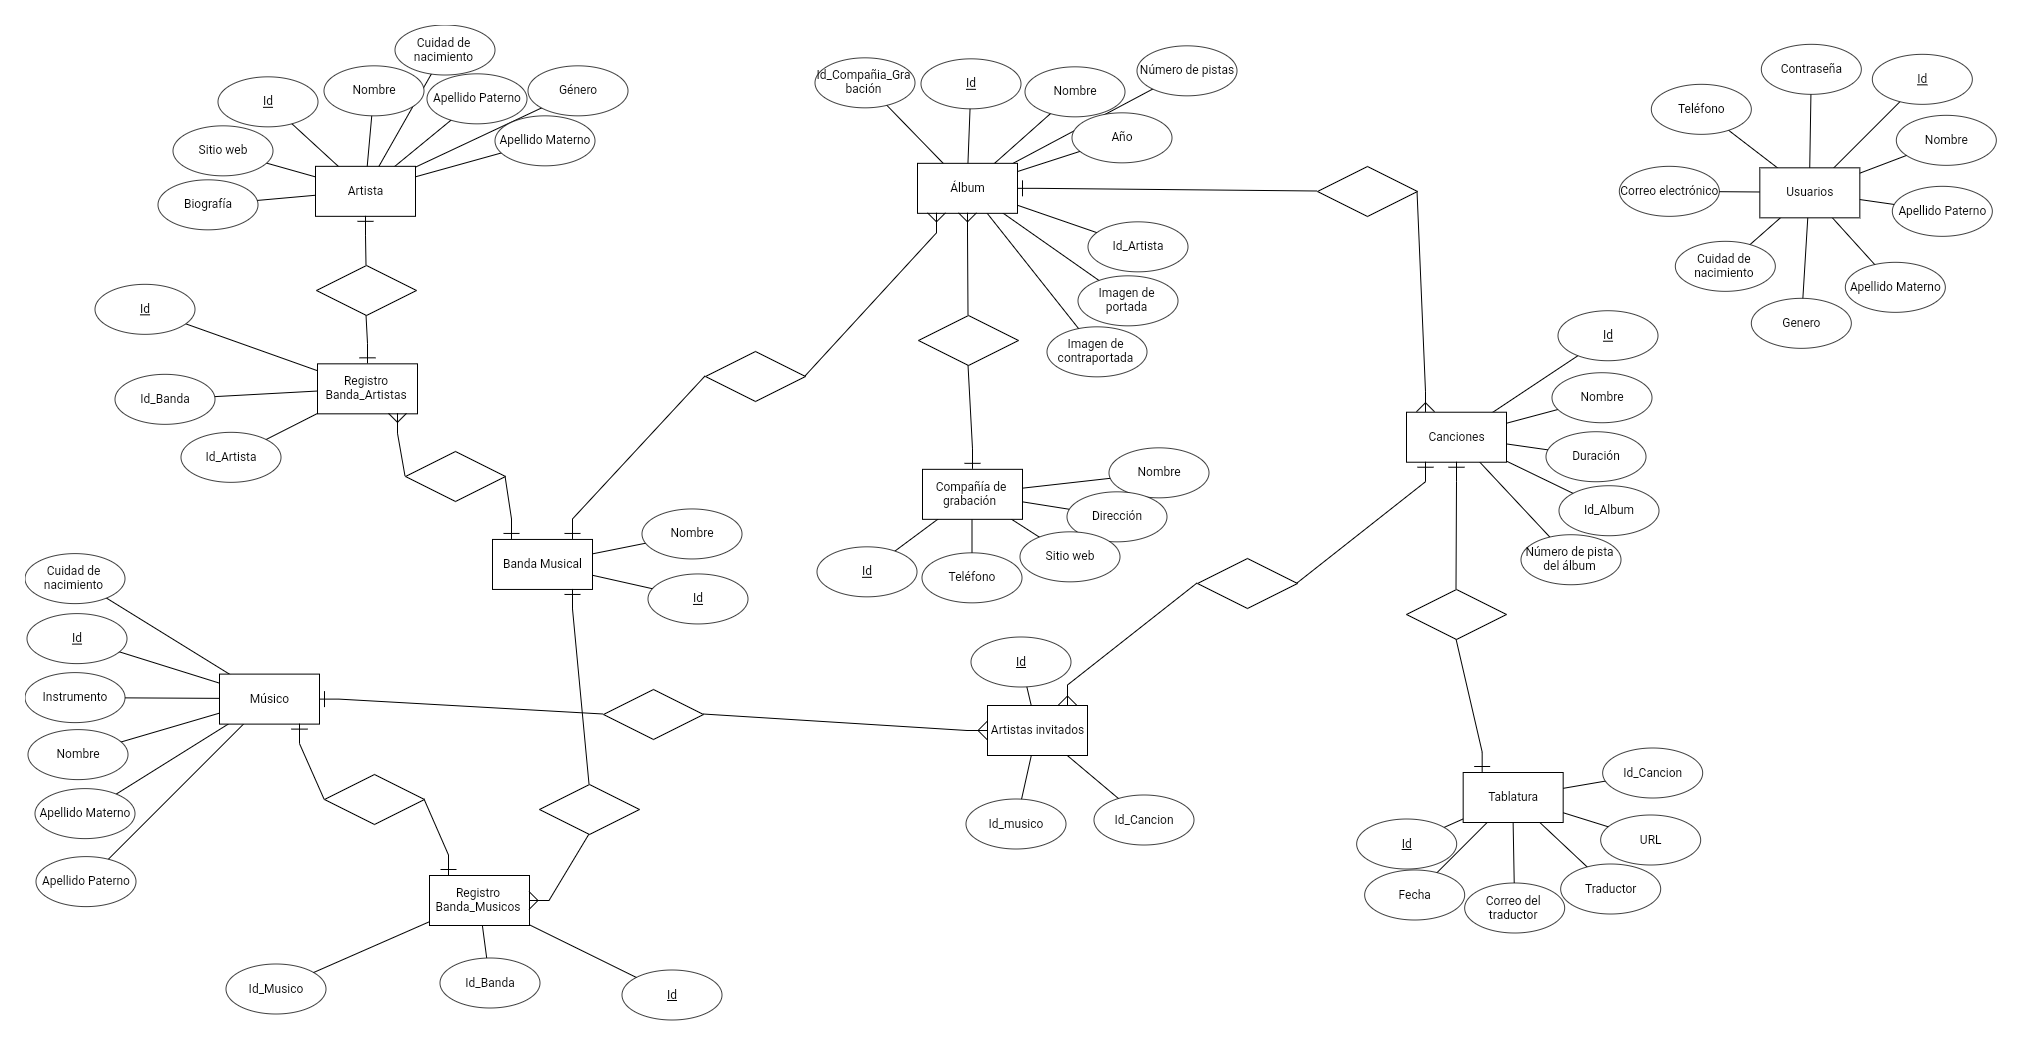 Cuidad de
nacimiento
Id
Nombre
Apellido Paterno
Género
Sitio web
Apellido Materno
Biografía
Artista
Id
Id_Banda
Id_Artista
Registro
Banda_Artistas
Id_Compañia_Gra
bación
Id
Nombre
Número de pistas
Año
Álbum
Id_Artista
Imagen de
portada
Imagen de
contraportada
Contraseña
Id
Teléfono
Nombre
Correo electrónico
Usuarios
Apellido Paterno
Cuidad de
nacimiento
Apellido Materno
Genero
Id
Nombre
Canciones
Duración
Id_Album
Número de pista
del álbum
Compañía de
grabación
Nombre
Dirección
Sitio web
Id
Teléfono
Banda Musical
Nombre
Id
Cuidad de
nacimiento
Id
Instrumento
Músico
Nombre
Apellido Materno
Apellido Paterno
Id
Artistas invitados
Id_musico
Id_Cancion
Tablatura
Id_Cancion
URL
Id
Fecha
Correo del
traductor
Traductor
Registro
Banda_Musicos
Id_Musico
Id_Banda
Id